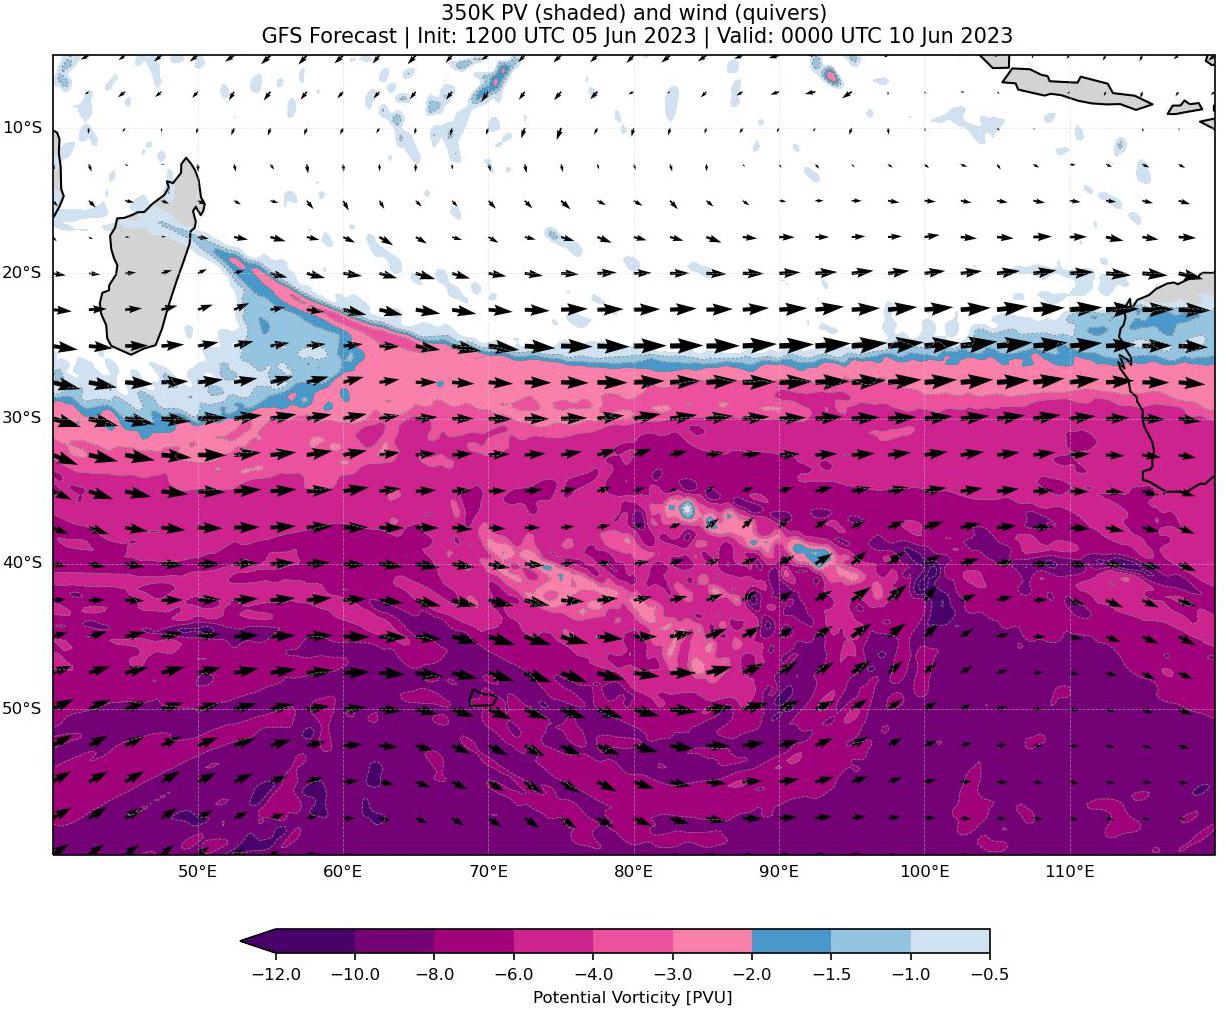 350K PV (shaded) and wind (quivers)
GFS Forecast | Init: 1200 UTC 05 Jun 2023 | Valid: 0000 UTC 10 Jun 2023
10°S
20°S
30°S
40°S
50°S
50°E 60°E 70°E 80°E 90°E 100°E 110°E
−12.0 −10.0 −8.0 −6.0 −4.0 −3.0 −2.0 −1.5 −1.0 −0.5
Potential Vorticity [PVU]